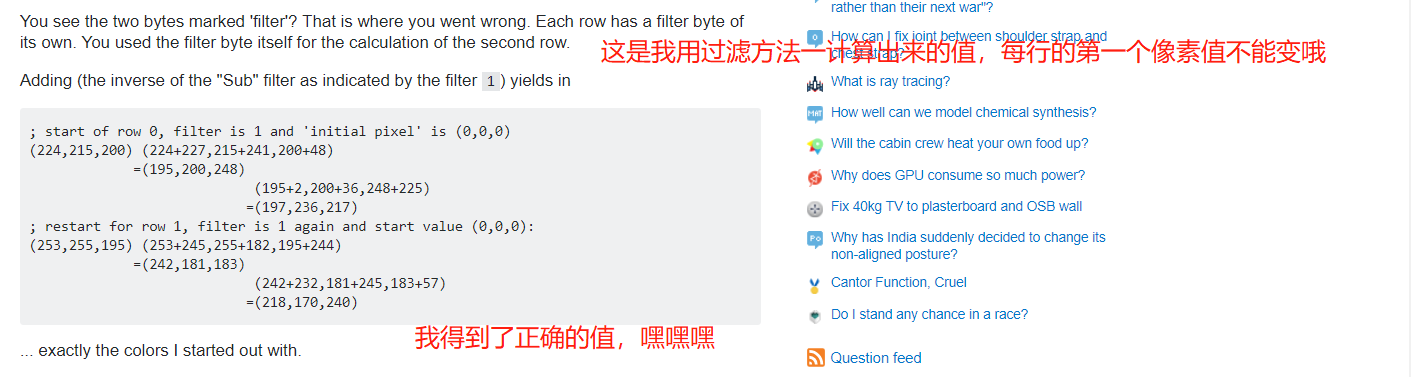 You see the two bytes marked 'filter'? That is where you went wrong. Each row has a filter byte of
its own. You used the filter byte itself for the calculation of the second row.
这是我用过滤方法一计算出来的值，每行的第一个像素值不能变哦
Adding (the inverse of the "Sub" filter as indicated by the filter 1) yields in
; start of row 0, filter is 1 and 'initial pixel' is (0,0,0)
(224,215,200) (224+227,215+241,200+48)
=(195,200,248)
(195+2,200+36,248+225)
=(197,236,217)
; restart for row 1, filter is 1 again and start value (0,0,0):
(253,255,195) (253+245,255+182,195+244)
=(242,181,183)
(242+232,181+245,183+57)
=(218,170,240)
我得到了正确的值，嘿嘿嘿
... exactly the colors I started out with.
rather than their next war"?
How can I fix joint between shoulder strap and
strap?
What is ray tracing?
How well can we model chemical synthesis?
Will the cabin crew heat your own food up?
Why does GPU consume so much power?
Fix 40kg TV to plasterboard and OSB wall
Why has India suddenly decided to change its
non-aligned posture?
Cantor Function, Cruel
Do I stand any chance in a race?
Question feed